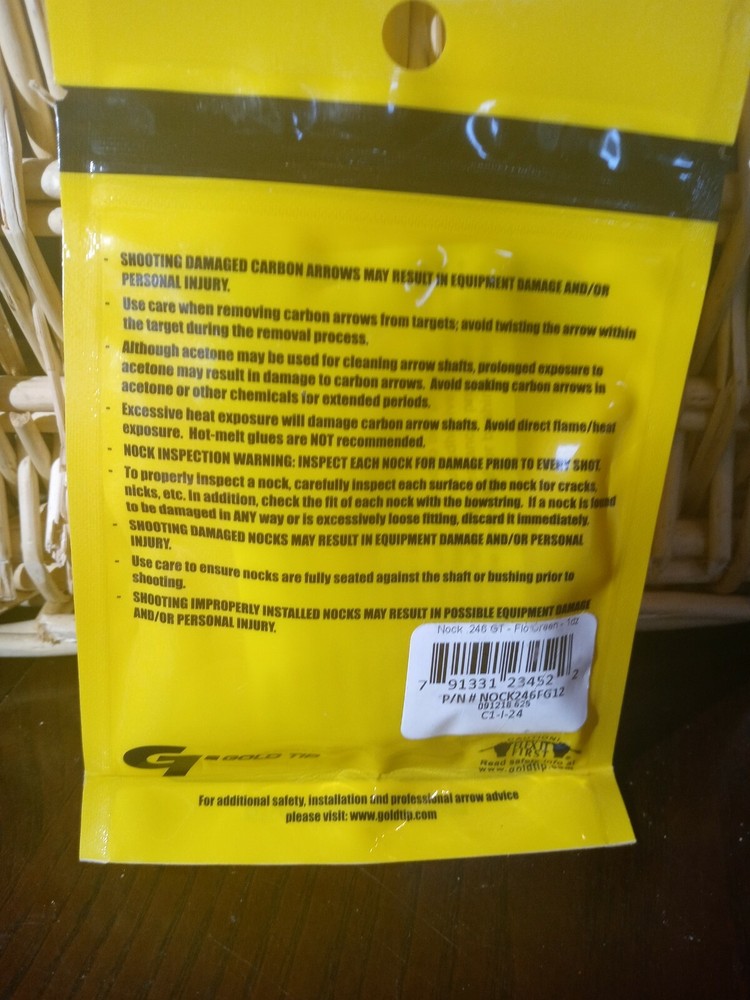 - SHOOTING DAMAGED CARBON ARROWS MAY RESULT IN EQUIPMENT DAMAGE AND/OR
PERSONAL INJURY.
- Use care when removing carbon arrows from targets; avoid twisting the arrow within
the target during the removal process.
- Although acetone may be used for cleaning arrow shafts, prolonged exposure to
acetone may result in damage to carbon arrows. Avoid soaking carbon arrows in
acetone or other chemicals for extended periods.
- Excessive heat exposure will damage carbon arrow shafts. Avoid direct flame/heat
exposure. Hot-melt glues are NOT recommended.
- NOCK INSPECTION WARNING: INSPECT EACH NOCK FOR DAMAGE PRIOR TO EVERY SHOT.
- To properly inspect a nock, carefully inspect each surface of the nock for cracks,
nicks, etc. In addition, check the fit of each nock with the bowstring. If a nock is found
to be damaged in ANY way or is excessively loose fitting, discard it immediately.
- SHOOTING DAMAGED NOCKS MAY RESULT IN EQUIPMENT DAMAGE AND/OR PERSONAL
INJURY.
- Use care to ensure nocks are fully seated against the shaft or bushing prior to
shooting.
- SHOOTING IMPROPERLY INSTALLED NOCKS MAY RESULT IN POSSIBLE EQUIPMENT DAMAGE
AND/OR PERSONAL INJURY.
Nock .246 GT - Flo Green - 1dz
7 91331 23452 2
P/N # NOCK246FG12
091218.625
C1-I-24
GT GOLD TIP
FIRST
Read safety info at
www.goldtip.com
For additional safety, installation and professional arrow advice
please visit: www.goldtip.com